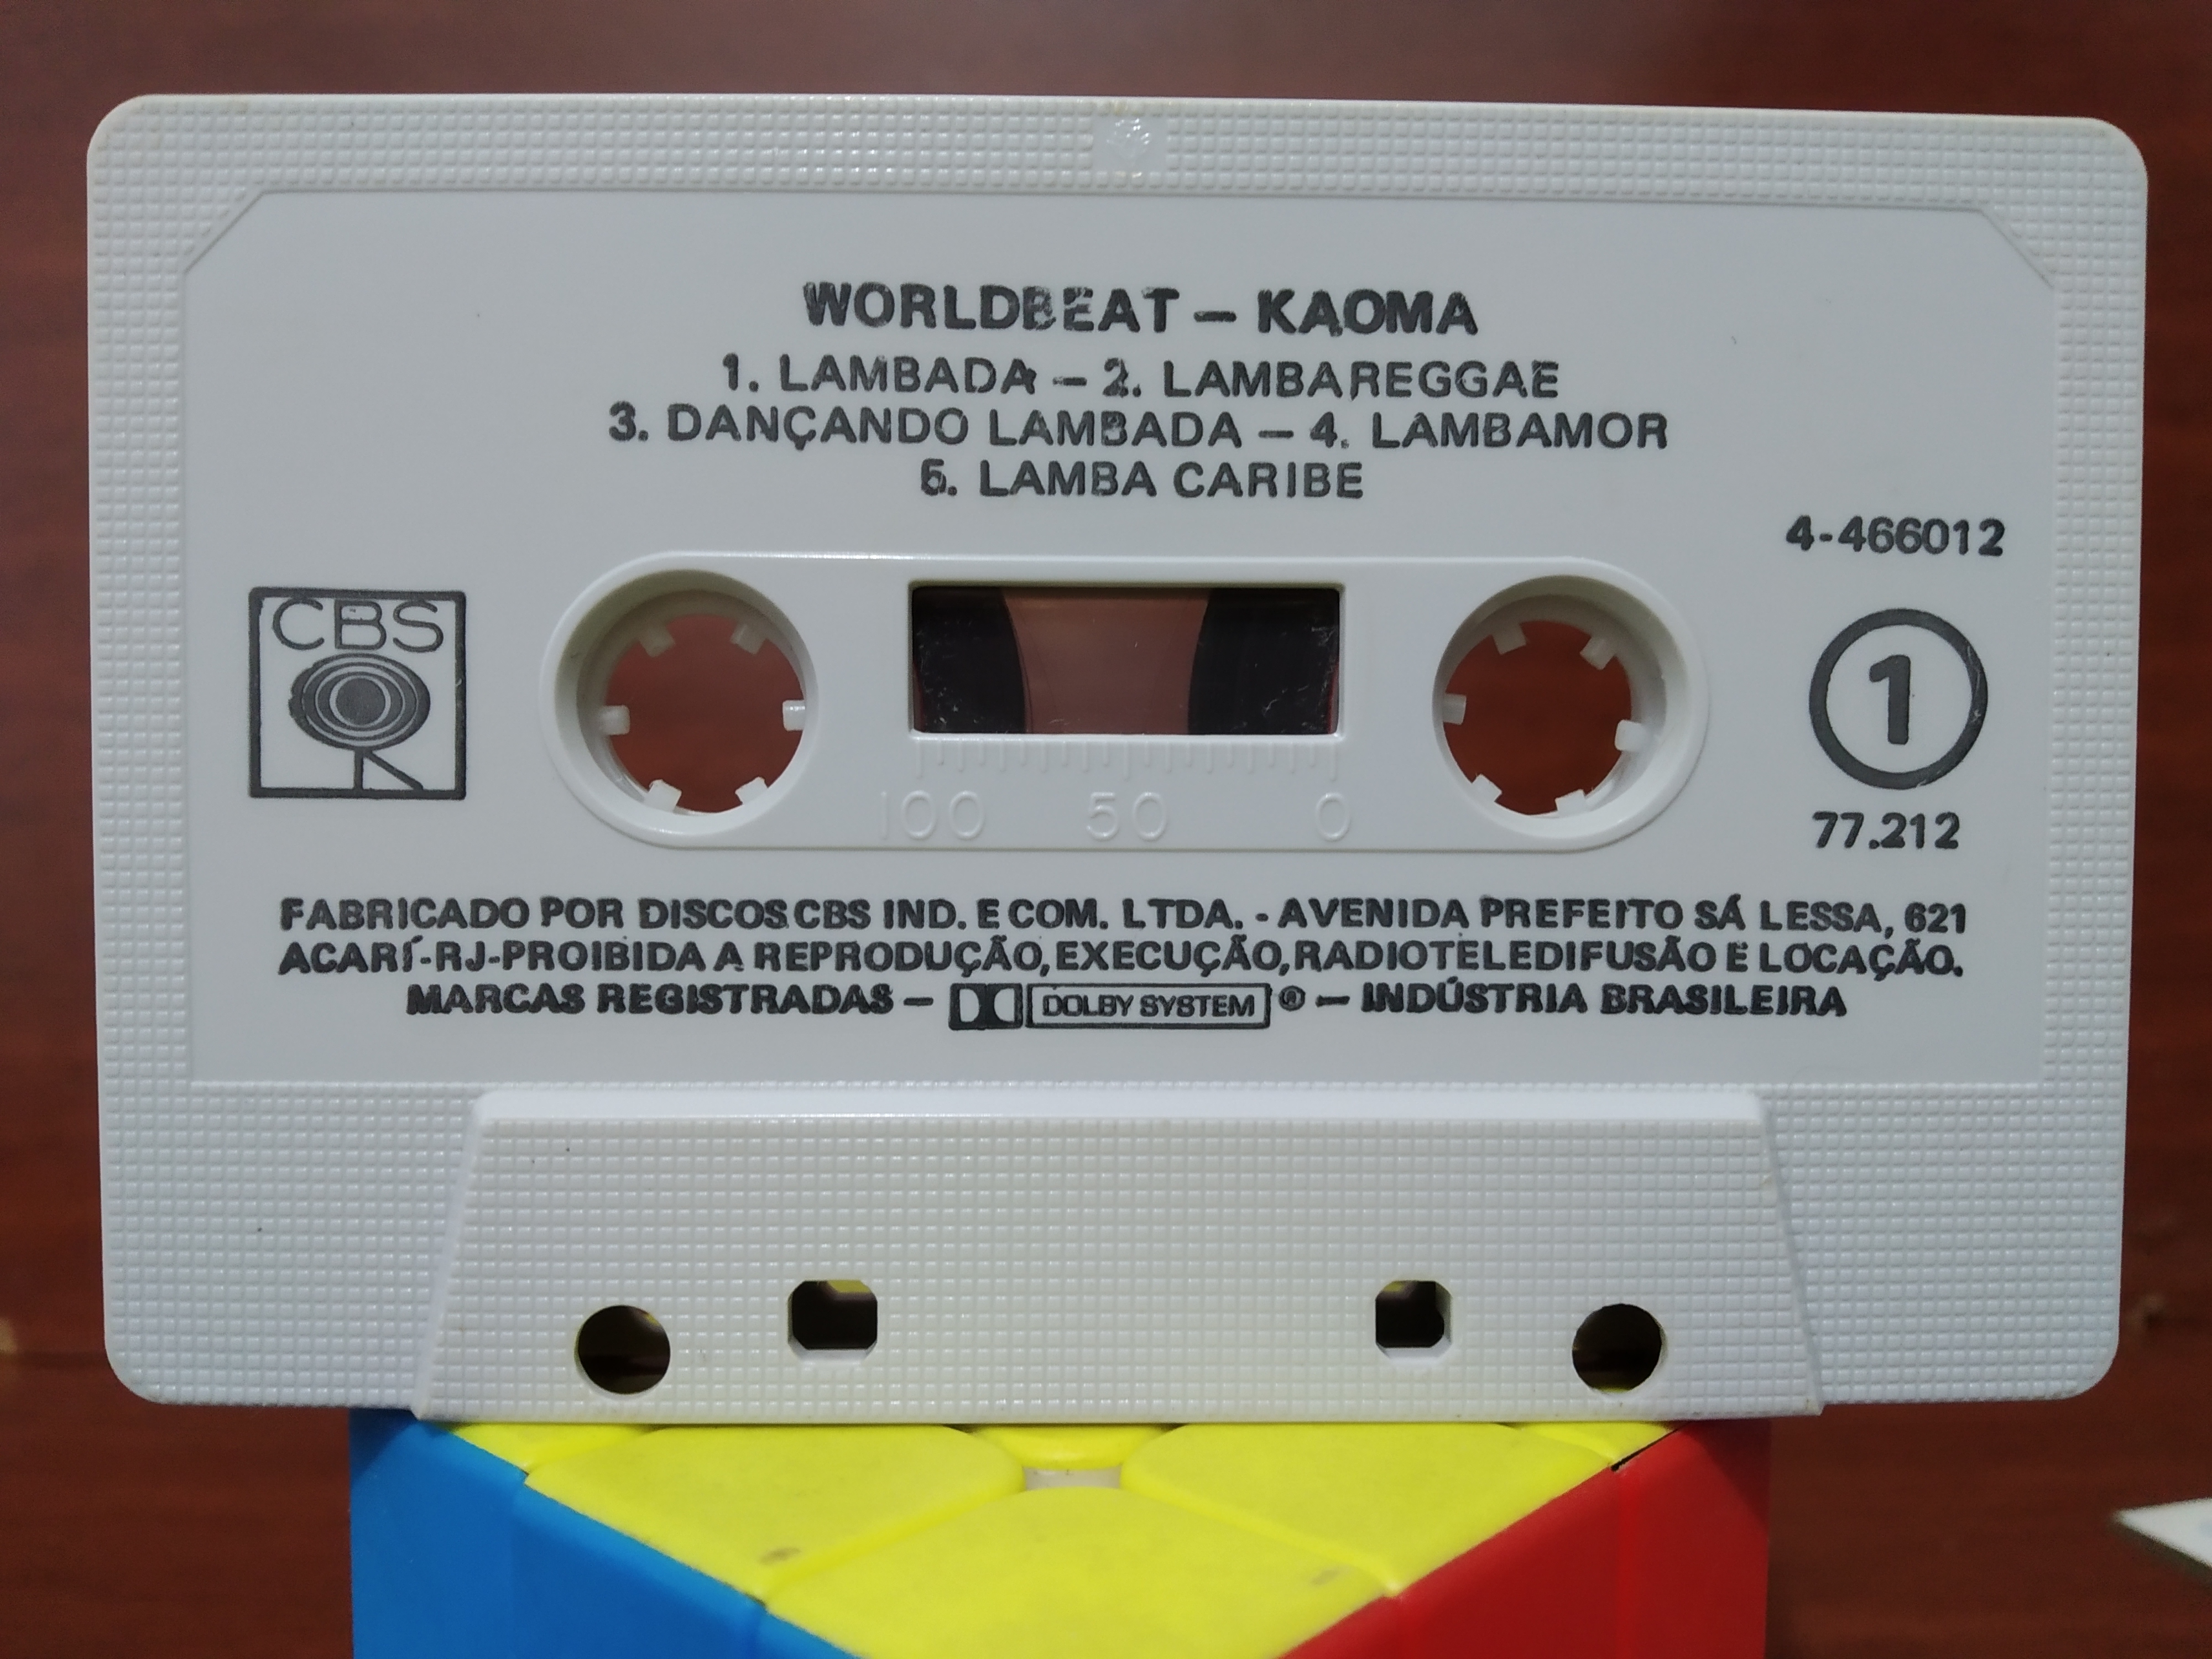 WORLDBEAT – KAOMA
1. LAMBADA – 2. LAMBAREGGAE
3. DANÇANDO LAMBADA – 4. LAMBAMOR
5. LAMBA CARIBE
4-466012
CBS
1
100 50 0
77.212
FABRICADO POR DISCOS CBS IND. E COM. LTDA. - AVENIDA PREFEITO SÁ LESSA, 621
ACARÍ-RJ-PROIBIDA A REPRODUÇÃO, EXECUÇÃO, RADIOTELEDIFUSÃO E LOCAÇÃO.
MARCAS REGISTRADAS – DOLBY SYSTEM ® – INDÚSTRIA BRASILEIRA